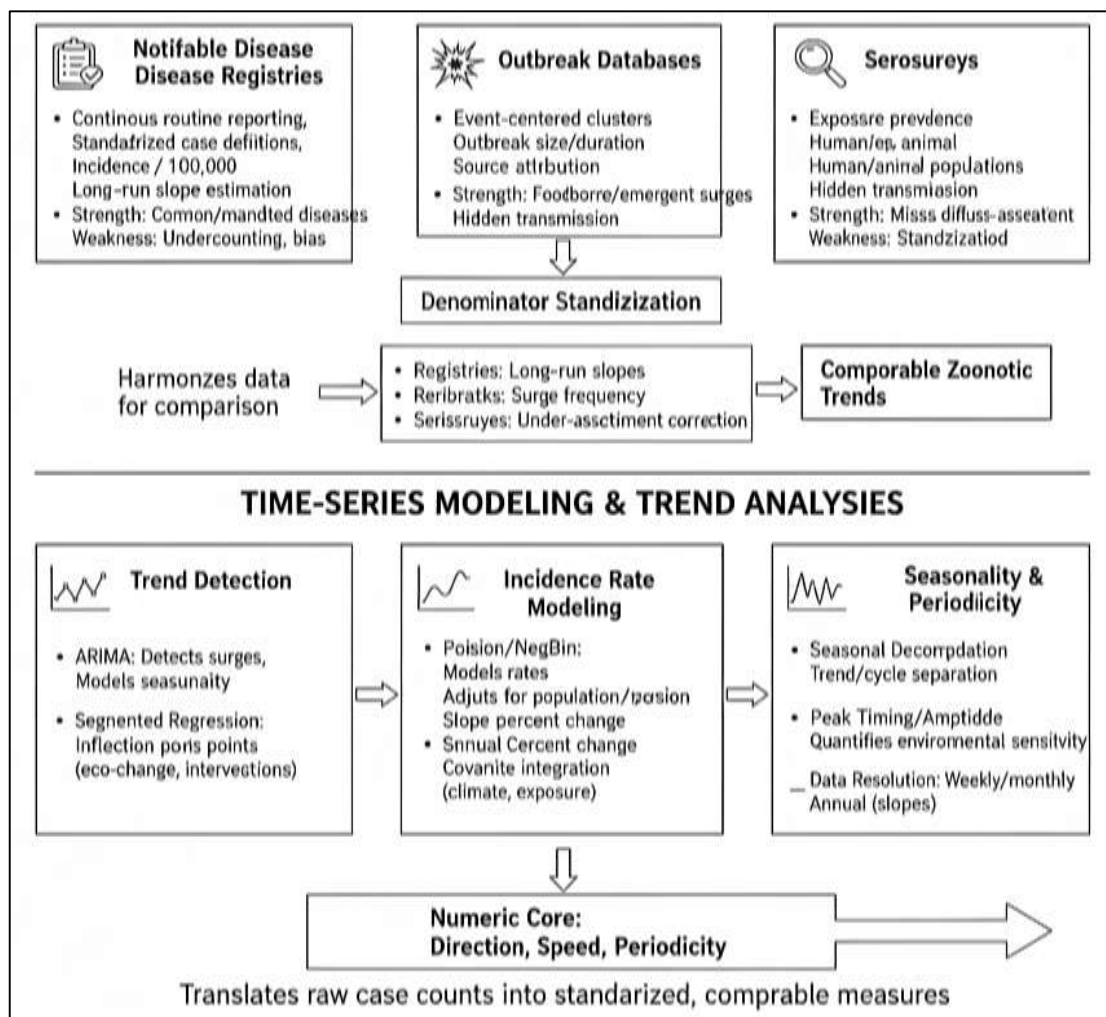 Notifable Disease
Disease Registries
• Continous routine reporting,
Standafrized case defiitions,
Incidence / 100,000
Long-run slope estimation
• Strength: Common/mandted diseases
Weakness: Undercounting, bias
Outbreak Databases
• Event-centered clusters
Outbreak size/duration
Source attribution
• Strength: Foodborre/emergent surges
Hidden transmission
Serosureys
• Expossre prevdence
Human/ep, animal
Human/animal populations
Hidden transmission
• Strength: Misss diffuss-asseatent
Weakness: Standzizatiod
Denominator Standizization
Harmonzes data
for comparison
• Registries: Long-run slopes
• Reribratks: Surge frequency
• Serissruyes: Under-assctiment correction
Comporable Zoonotic
Trends
TIME-SERIES MODELING & TREND ANALYSIES
Trend Detection
• ARIMA: Detects surges,
Models seasunaity
• Segnented Regression:
Inflection pors points
(eco-change, intervections)
Incidence Rate
Modeling
• Poision/NegBin:
Models rates
Adjuts for population/
Slope percent change
• Snnual Cercent change
Covanite integration
(climate, exposure)
Seasonality &
Periodiicity
• Seasonal Decorrpdation
Trend/cycle separation
• Peak Timing/Amptidde
Quantifies enviromental sensitvity
_ Data Resolution: Weekly/monthly
Annual (slopes)
Numeric Core:
Direction, Speed, Periodicity
Translates raw case counts into standarized, comprable measures